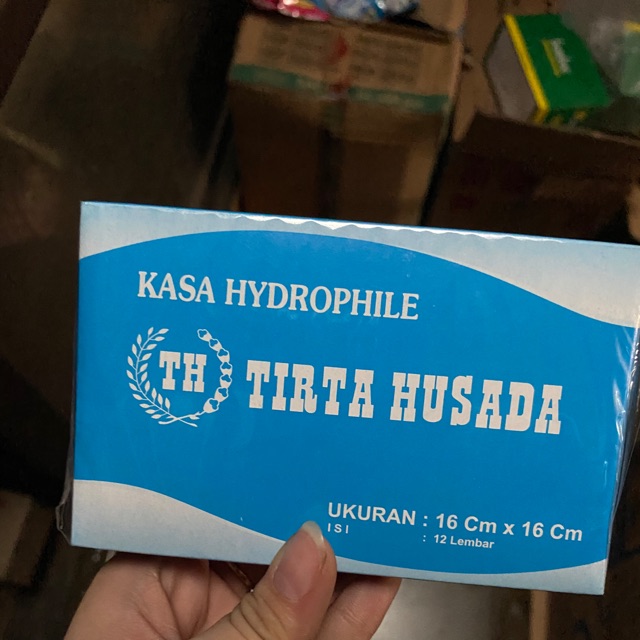 KASA HYDROPHILE
TH TIRTA HUSADA
UKURAN : 16 Cm x 16 Cm
ISI : 12 Lembar